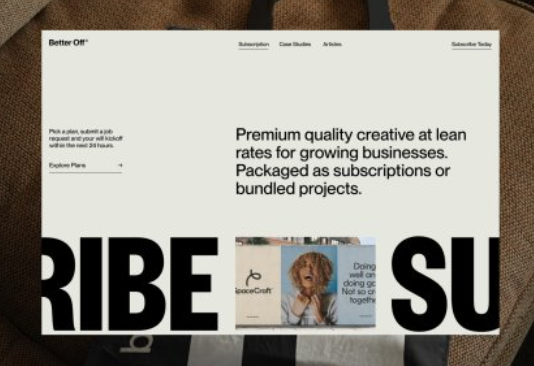 Better Off®
Subscription
Case Studies
Articles
Subscribe Today
Pick a plan, submit a job
request and your will kickoff
within the next 24 hours.
Explore Plans →
Premium quality creative at lean
rates for growing businesses.
Packaged as subscriptions or
bundled projects.
RIBE
SU
SpaceCraft
Doing
well an
doing go
Not so cr
togethe